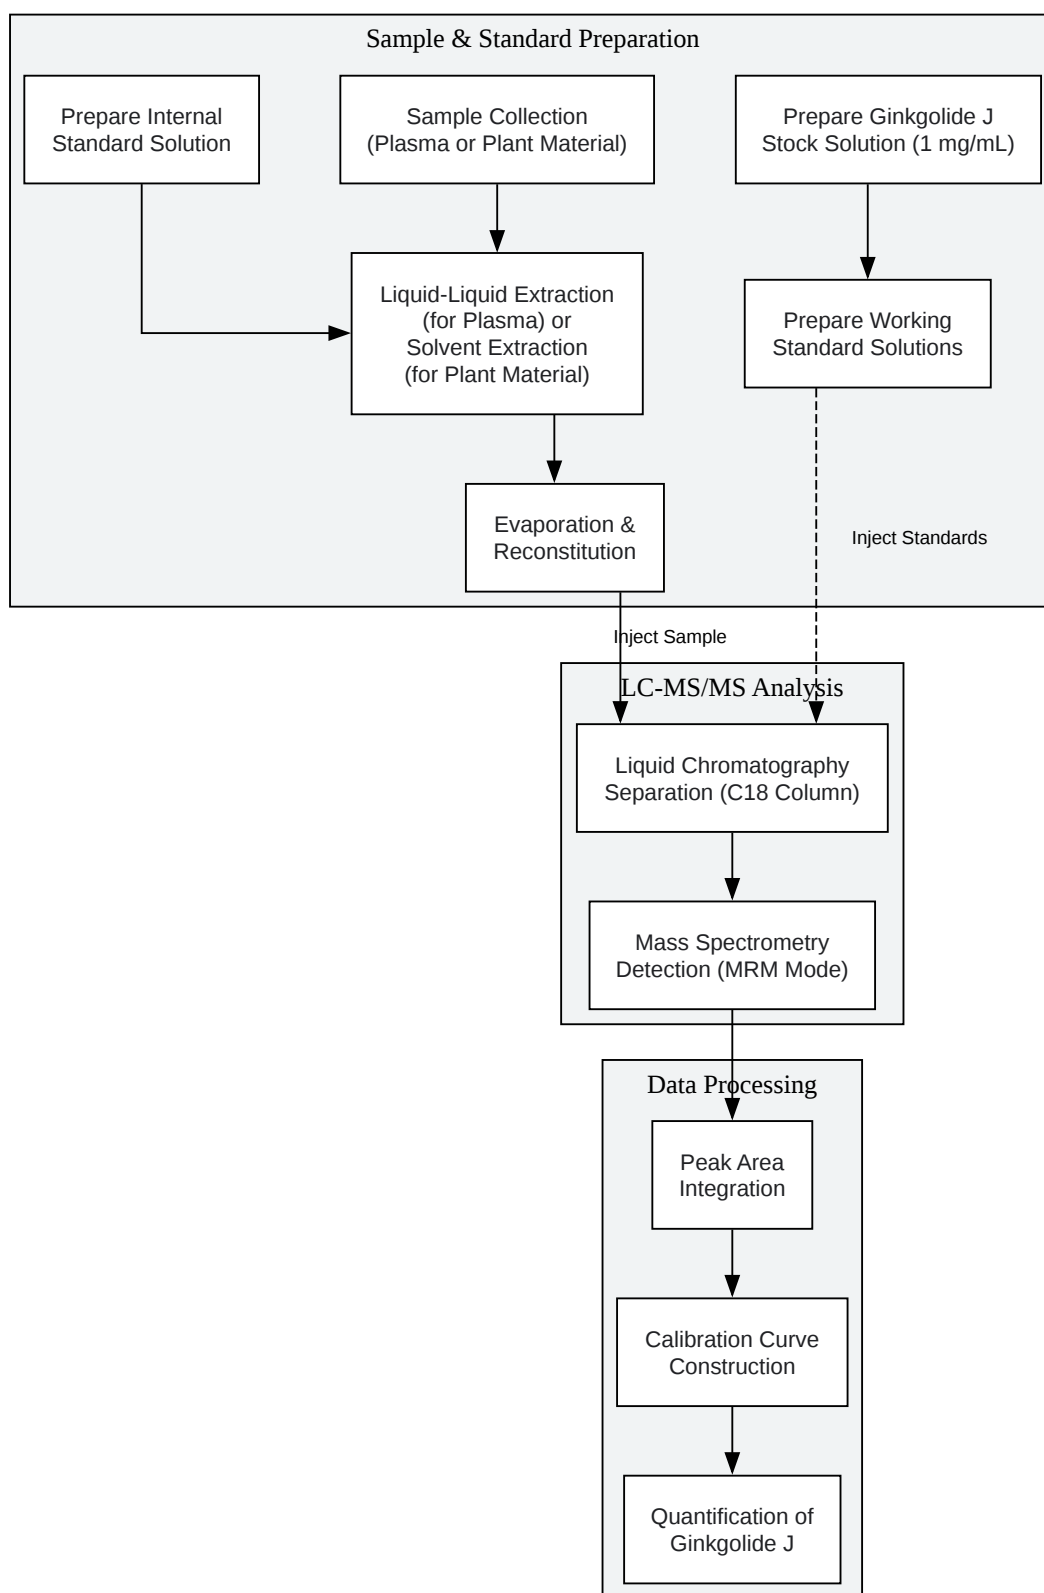 Sample & Standard Preparation
Prepare Internal
Standard Solution
Sample Collection
(Plasma or Plant Material)
Prepare Ginkgolide J
Stock Solution (1 mg/mL)
Liquid-Liquid Extraction
(for Plasma) or
Solvent Extraction
(for Plant Material)
Prepare Working
Standard Solutions
Evaporation &
Reconstitution
Inject Standards
Inject Sample
LC-MS/MS Analysis
Liquid Chromatography
Separation (C18 Column)
Mass Spectrometry
Detection (MRM Mode)
Data Processing
Peak Area
Integration
Calibration Curve
Construction
Quantification of
Ginkgolide J